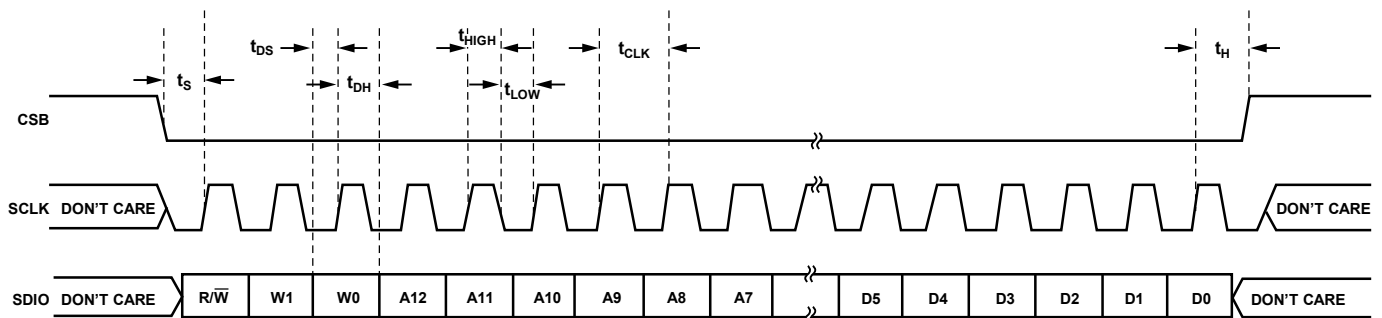 tDS tHIGH tCLK tH
tS tDH tLOW
CSB
SCLK DON'T CARE DON'T CARE
SDIO DON'T CARE R/W̅ W1 W0 A12 A11 A10 A9 A8 A7 D5 D4 D3 D2 D1 D0 DON'T CARE